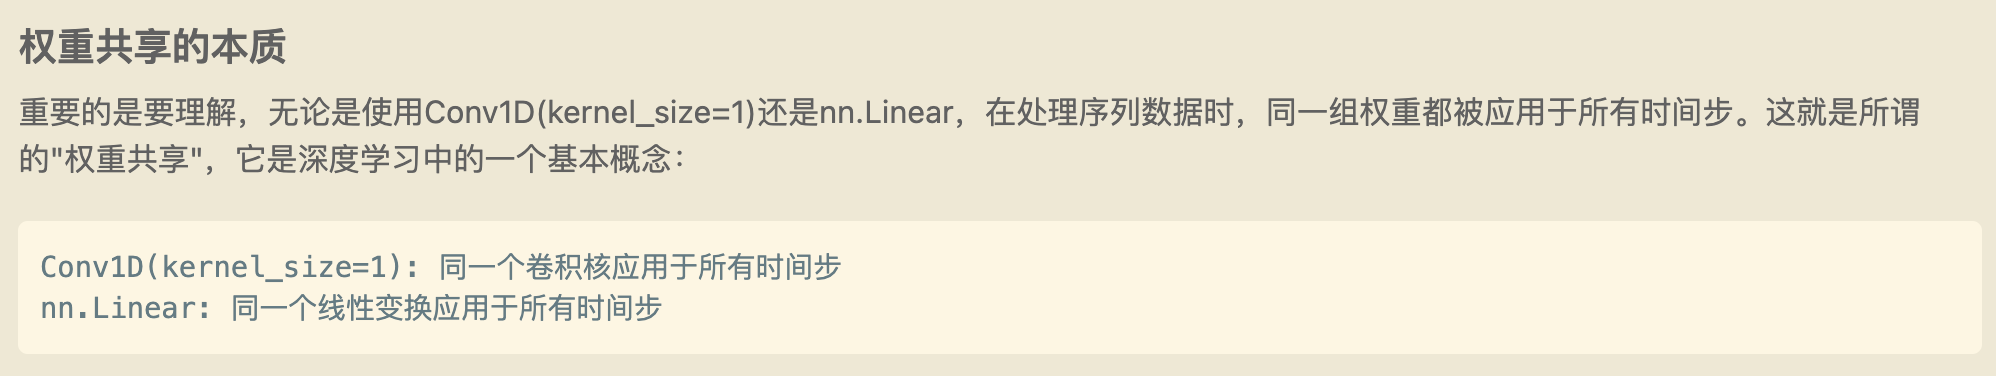 权重共享的本质
重要的是要理解，无论是使用Conv1D(kernel_size=1)还是nn.Linear，在处理序列数据时，同一组权重都被应用于所有时间步。这就是所谓
的"权重共享"，它是深度学习中的一个基本概念：
Conv1D(kernel_size=1): 同一个卷积核应用于所有时间步
nn.Linear: 同一个线性变换应用于所有时间步